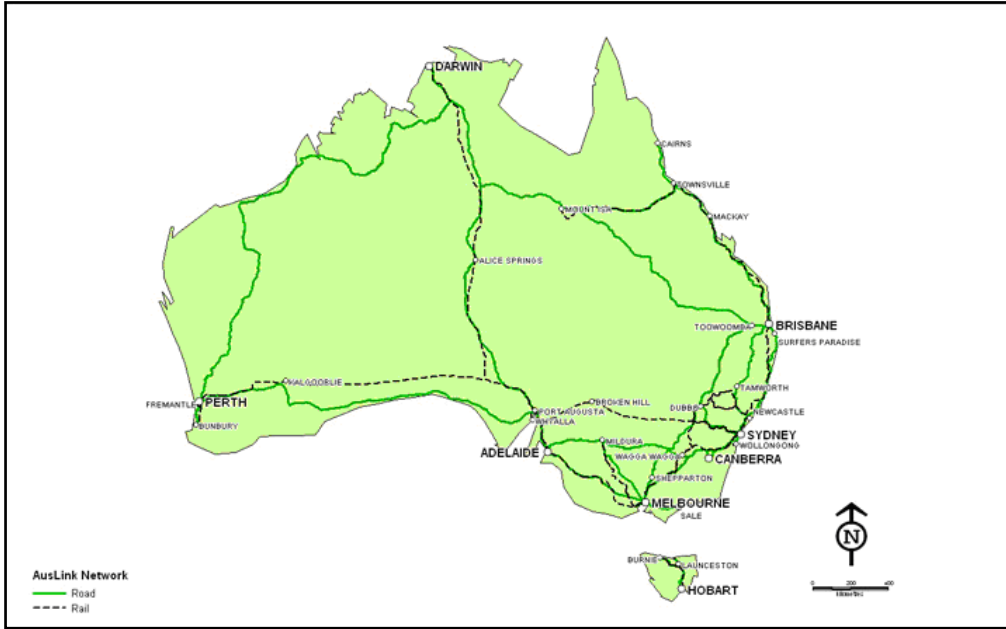 DARWIN
CAIRNS
TOWNSVILLE
MOUNT ISA
MACKAY
ALICE SPRINGS
TOOWOOMBA
BRISBANE
SURFERS PARADISE
KALGOORLIE
TAMWORTH
FREMANTLE
PERTH
BROKEN HILL
DUBBO
NEWCASTLE
PORT AUGUSTA
WHYALLA
BUNBURY
SYDNEY
MILDURA
WOLLONGONG
ADELAIDE
WAGGA WAGGA
CANBERRA
SHEPPARTON
MELBOURNE
SALE
N
BURNIE
LAUNCESTON
HOBART
AusLink Network
Road
Rail
0 200 400
kilometres